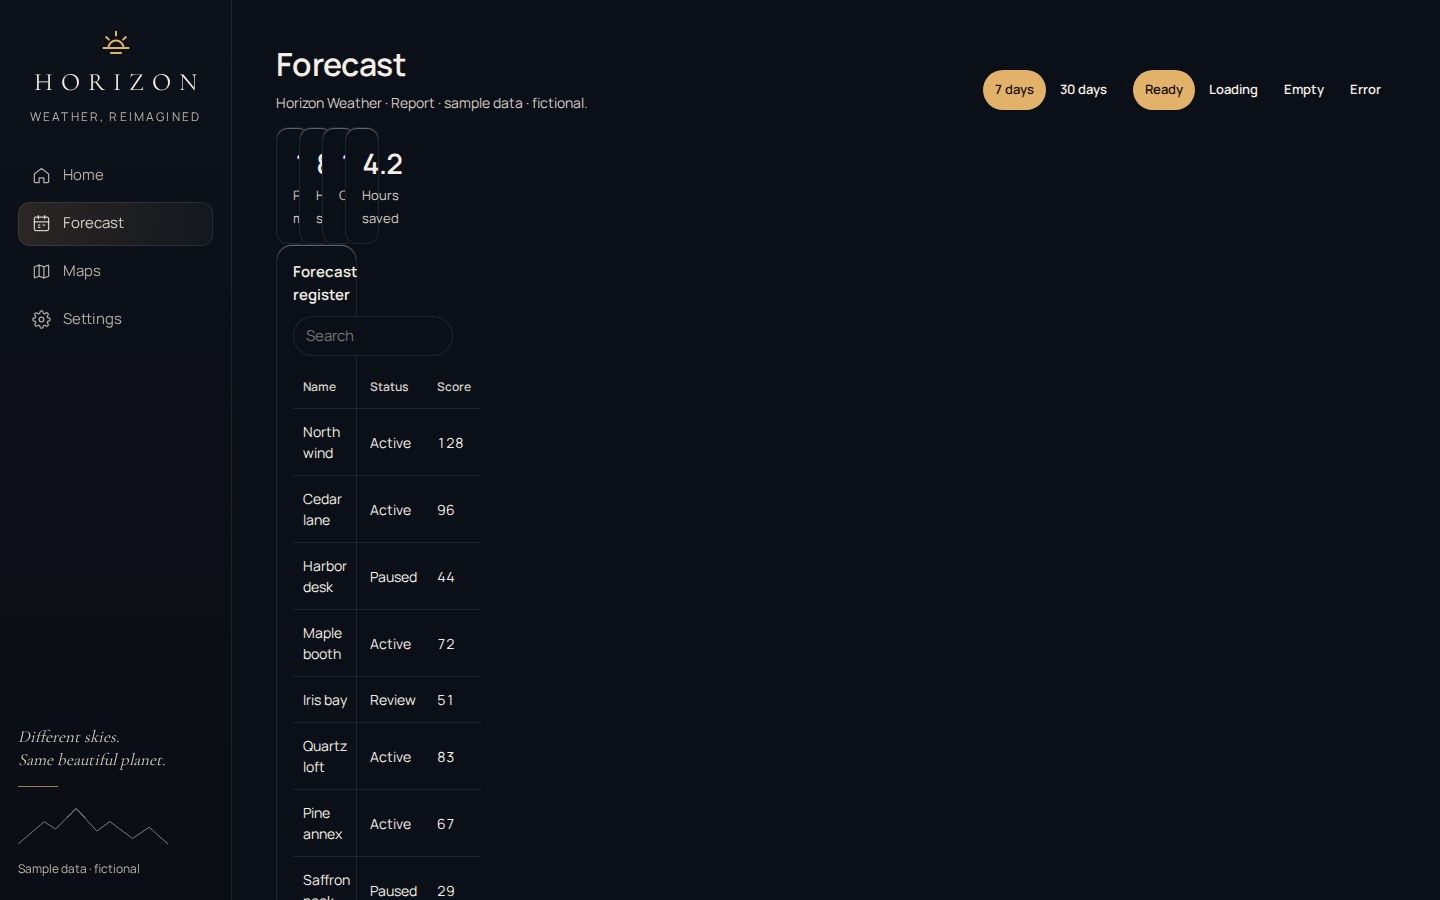 HORIZON
WEATHER, REIMAGINED
Home
Forecast
Maps
Settings
Different skies.
Same beautiful planet.
Sample data · fictional
Forecast
Horizon Weather · Report · sample data · fictional.
7 days
30 days
Ready
Loading
Empty
Error
4.2
Hours
saved
Forecast
register
Search
Name Status Score
North
wind
Active 128
Cedar
lane
Active 96
Harbor
desk
Paused 44
Maple
booth
Active 72
Iris bay Review 51
Quartz
loft
Active 83
Pine
annex
Active 67
Saffron
Paused 29